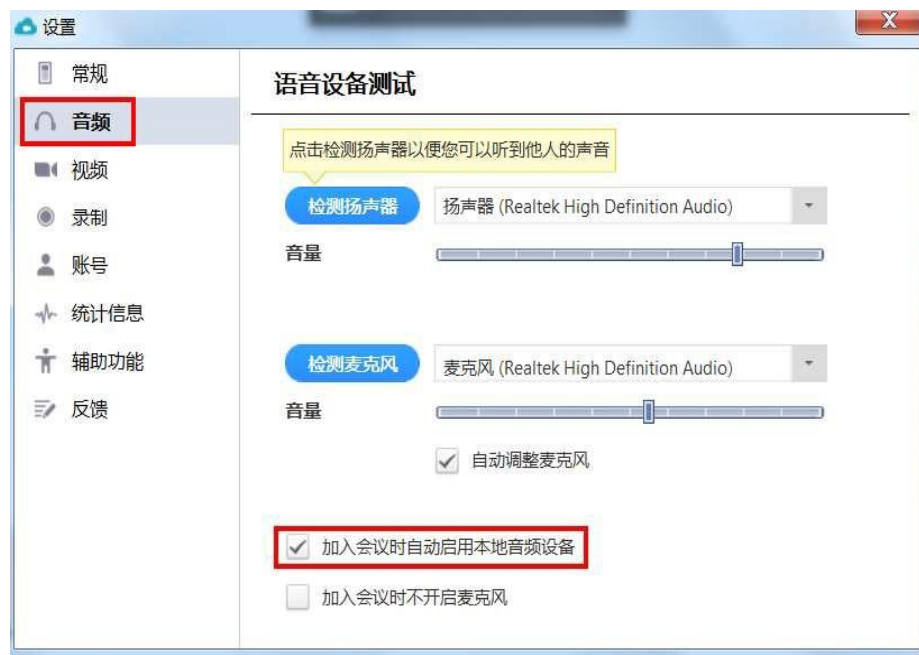 设置
X
常规
音频
视频
录制
账号
统计信息
辅助功能
反馈
语音设备测试
点击检测扬声器以便您可以听到他人的声音
检测扬声器 扬声器 (Realtek High Definition Audio)
音量
检测麦克风 麦克风 (Realtek High Definition Audio)
音量
自动调整麦克风
加入会议时自动启用本地音频设备
加入会议时不开启麦克风